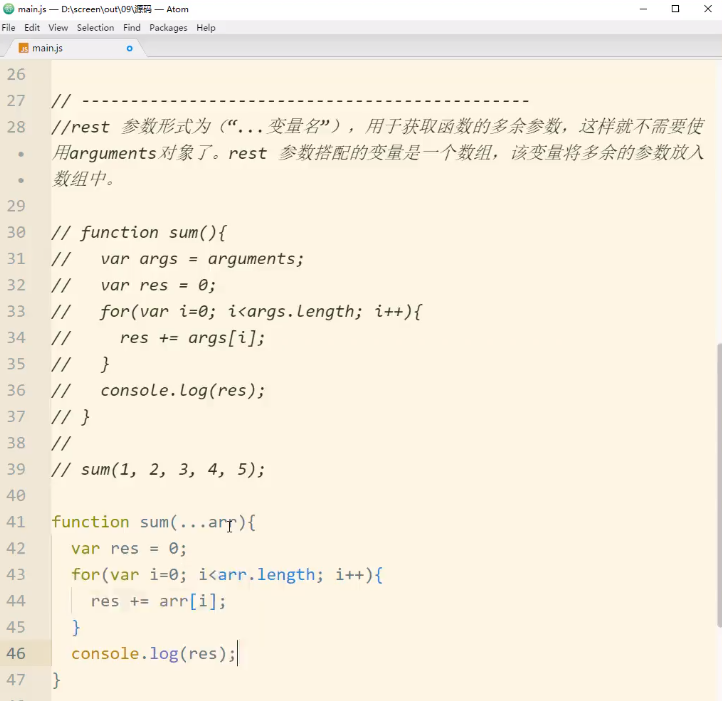 main.js — D:\screen\out\09\源码 — Atom
File Edit View Selection Find Packages Help
main.js
26
27 // ----------------------------------------------
28 //rest 参数形式为（“...变量名”），用于获取函数的多余参数，这样就不需要使
• 用arguments对象了。rest 参数搭配的变量是一个数组，该变量将多余的参数放入
• 数组中。
29
30 // function sum(){
31 //   var args = arguments;
32 //   var res = 0;
33 //   for(var i=0; i<args.length; i++){
34 //     res += args[i];
35 //   }
36 //   console.log(res);
37 // }
38 //
39 // sum(1, 2, 3, 4, 5);
40
41 function sum(...arr){
42   var res = 0;
43   for(var i=0; i<arr.length; i++){
44     res += arr[i];
45   }
46   console.log(res);
47 }